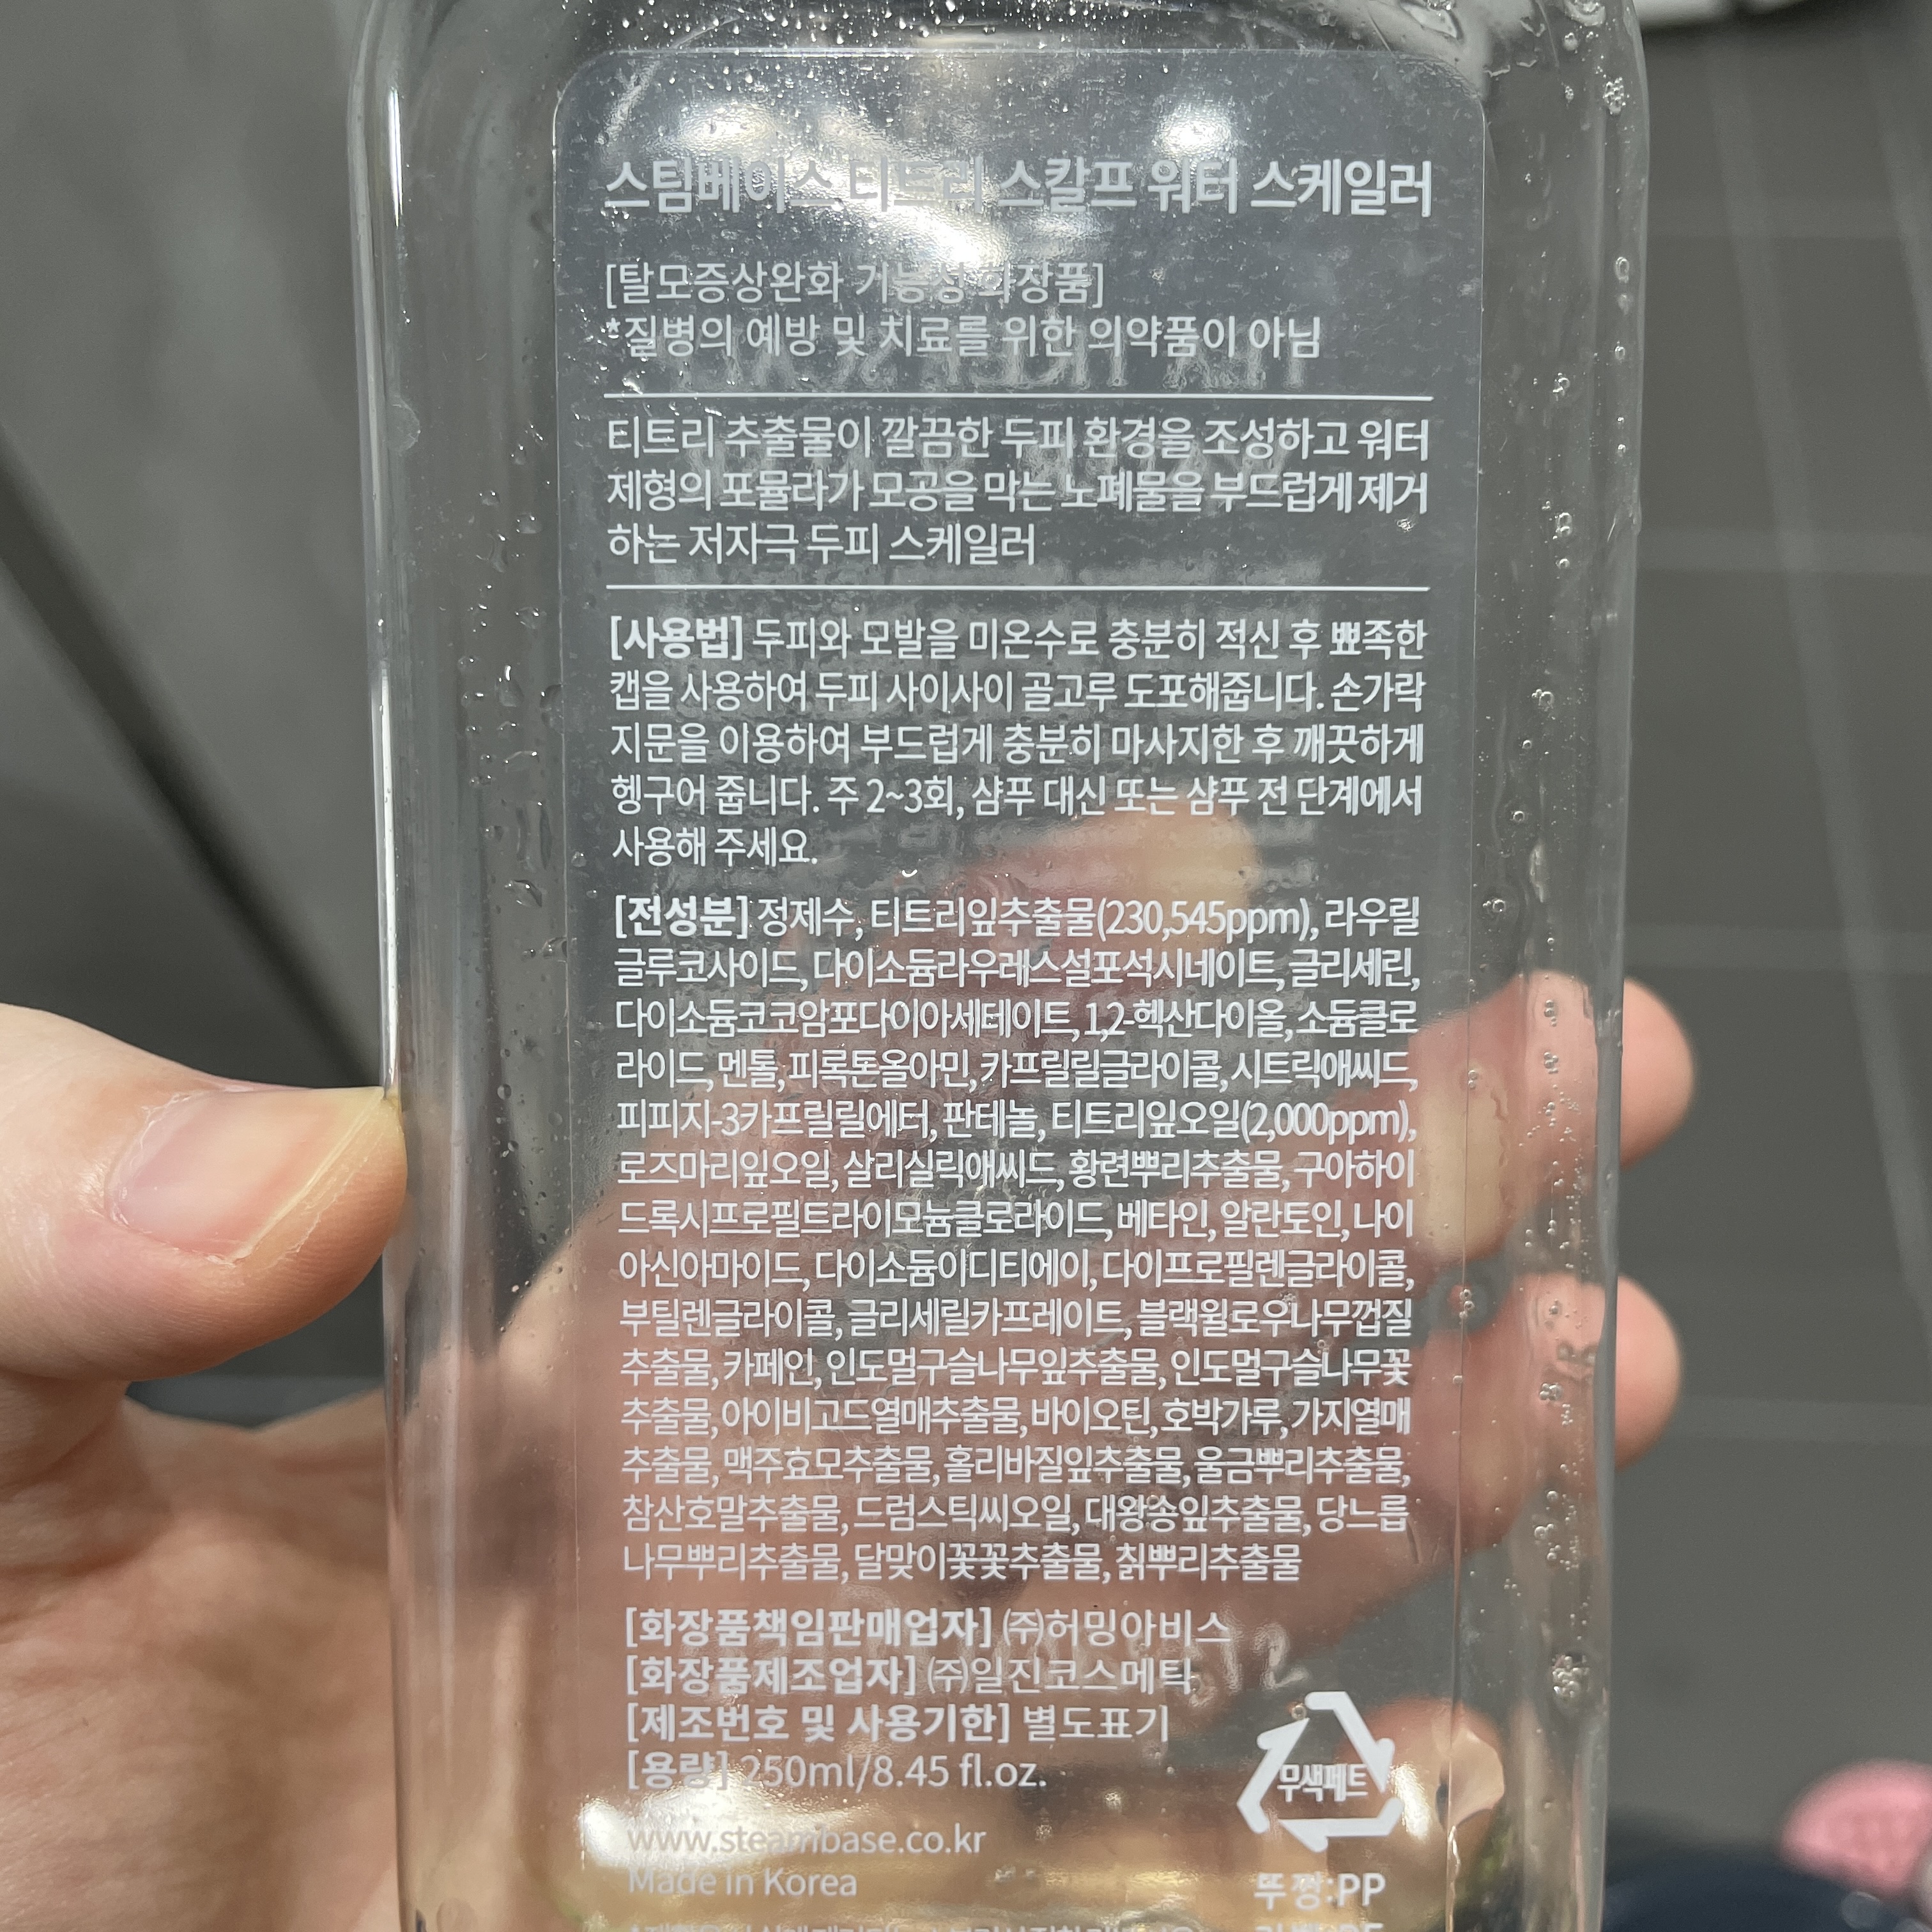 스팀베이스 티트리 스칼프 워터 스케일러
[탈모증상완화 기능성 화장품]
*질병의 예방 및 치료를 위한 의약품이 아님
티트리 추출물이 깔끔한 두피 환경을 조성하고 워터
제형의 포뮬라가 모공을 막는 노폐물을 부드럽게 제거
하는 저자극 두피 스케일러
[사용법] 두피와 모발을 미온수로 충분히 적신 후 뾰족한
캡을 사용하여 두피 사이사이 골고루 도포해줍니다. 손가락
지문을 이용하여 부드럽게 충분히 마사지한 후 깨끗하게
헹구어 줍니다. 주 2~3회, 샴푸 대신 또는 샴푸 전 단계에서
사용해 주세요.
[전성분] 정제수, 티트리잎추출물(230,545ppm), 라우릴
글루코사이드, 다이소듐라우레스설포석시네이트, 글리세린,
다이소듐코코암포다이아세테이트, 1,2-헥산다이올, 소듐클로
라이드, 멘톨, 피록톤올아민, 카프릴릴글라이콜, 시트릭애씨드,
피피지-3카프릴릴에터, 판테놀, 티트리잎오일(2,000ppm),
로즈마리잎오일, 살리실릭애씨드, 황련뿌리추출물, 구아하이
드록시프로필트라이모늄클로라이드, 베타인, 알란토인, 나이
아신아마이드, 다이소듐이디티에이, 다이프로필렌글라이콜,
부틸렌글라이콜, 글리세릴카프레이트, 블랙윌로우나무껍질
추출물, 카페인, 인도멀구슬나무잎추출물, 인도멀구슬나무꽃
추출물, 아이비고드열매추출물, 바이오틴, 호박가루, 가지열매
추출물, 맥주효모추출물, 홀리바질잎추출물, 울금뿌리추출물,
참산호말추출물, 드럼스틱씨오일, 대왕송잎추출물, 당느릅
나무뿌리추출물, 달맞이꽃꽃추출물, 칡뿌리추출물
[화장품책임판매업자] ㈜허밍아비스
[화장품제조업자] ㈜일진코스메틱
[제조번호 및 사용기한] 별도표기
[용량] 250ml/8.45 fl.oz.
무색페트
www.steambase.co.kr
Made in Korea
뚜껑:PP